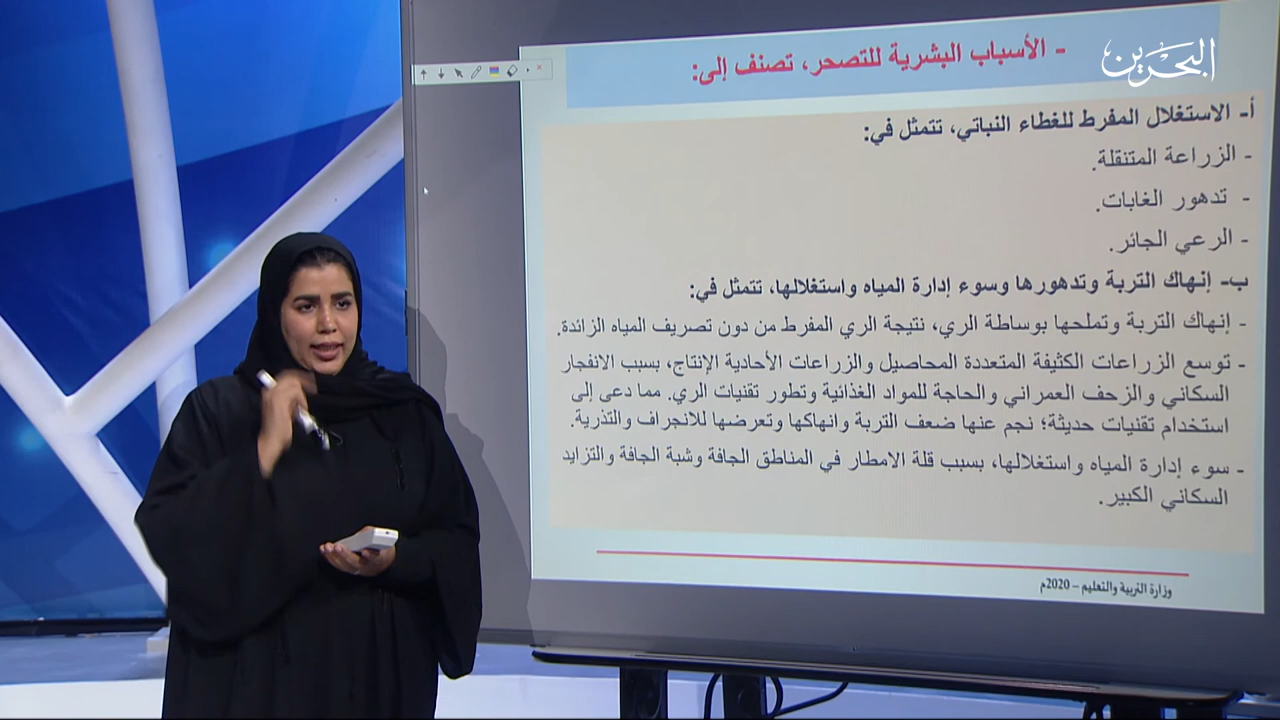 البحرين
- الأسباب البشرية للتصحر، تصنف إلى:
أ- الاستغلال المفرط للغطاء النباتي، تتمثل في:
- الزراعة المتنقلة.
- تدهور الغابات.
- الرعي الجائر.
ب- إنهاك التربة وتدهورها وسوء إدارة المياه واستغلالها، تتمثل في:
- إنهاك التربة وتملحها بوساطة الري، نتيجة الري المفرط من دون تصريف المياه الزائدة.
- توسع الزراعات الكثيفة المتعددة المحاصيل والزراعات الأحادية الإنتاج، بسبب الانفجار
السكاني والزحف العمراني والحاجة للمواد الغذائية وتطور تقنيات الري. مما دعى إلى
استخدام تقنيات حديثة؛ نجم عنها ضعف التربة وانهاكها وتعرضها للانجراف والتذرية.
- سوء إدارة المياه واستغلالها، بسبب قلة الامطار في المناطق الجافة وشبة الجافة والتزايد
السكاني الكبير.
وزارة التربية والتعليم – 2020م